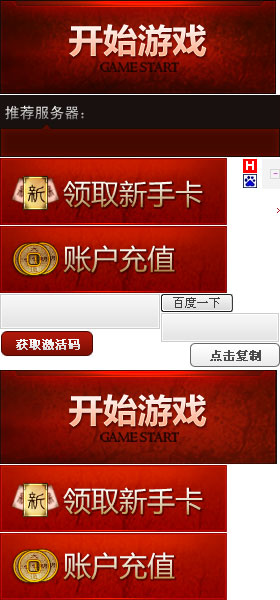 开始游戏
GAME START
推荐服务器:
新 领取新手卡
H
账户充值
百度一下
获取激活码
点击复制
开始游戏
GAME START
新 领取新手卡
账户充值